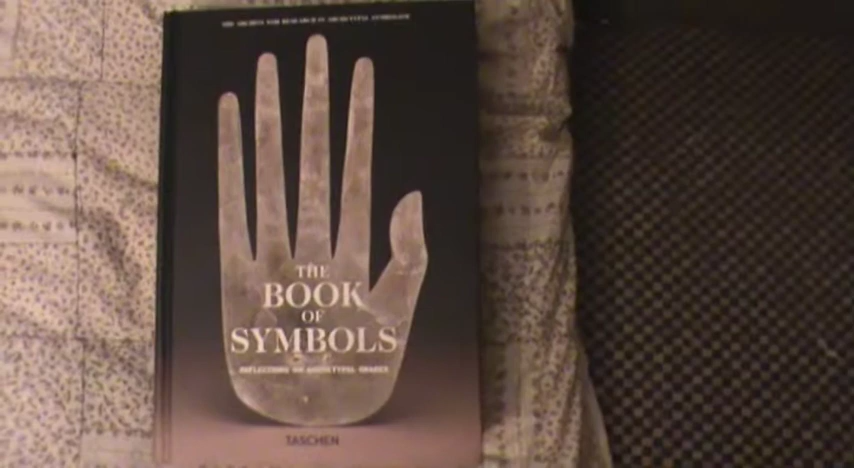 THE ARCHIVE FOR RESEARCH IN ARCHETYPAL SYMBOLISM
THE
BOOK
OF
SYMBOLS
REFLECTIONS ON ARCHETYPAL IMAGES
TASCHEN